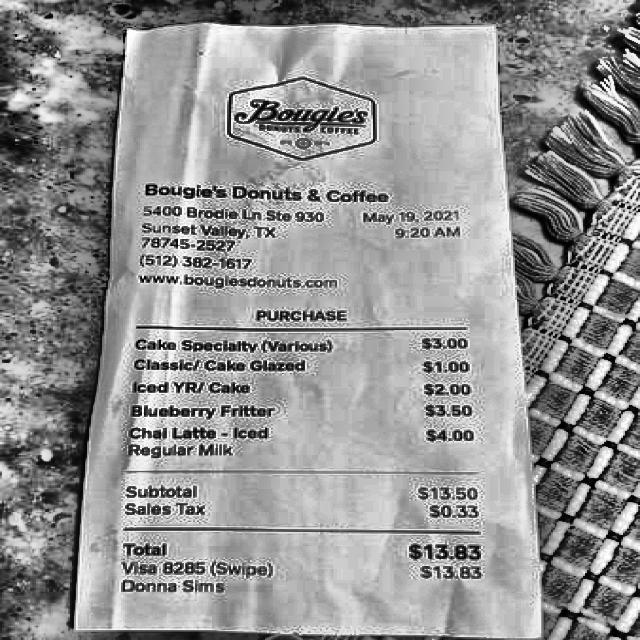 Bougie's
DONUTS & COFFEE
Bougie's Donuts & Coffee
5400 Brodie Ln Ste 930 May 19, 2021
Sunset Valley, TX 9:20 AM
78745-2527
(512) 382-1617
www.bougiesdonuts.com
PURCHASE
Cake Specialty (Various) $3.00
Classic/ Cake Glazed $1.00
Iced YR/ Cake $2.00
Blueberry Fritter $3.50
Chai Latte - Iced $4.00
Regular Milk
Subtotal $13.50
Sales Tax $0.33
Total $13.83
Visa 8285 (Swipe) $13.83
Donna Sims